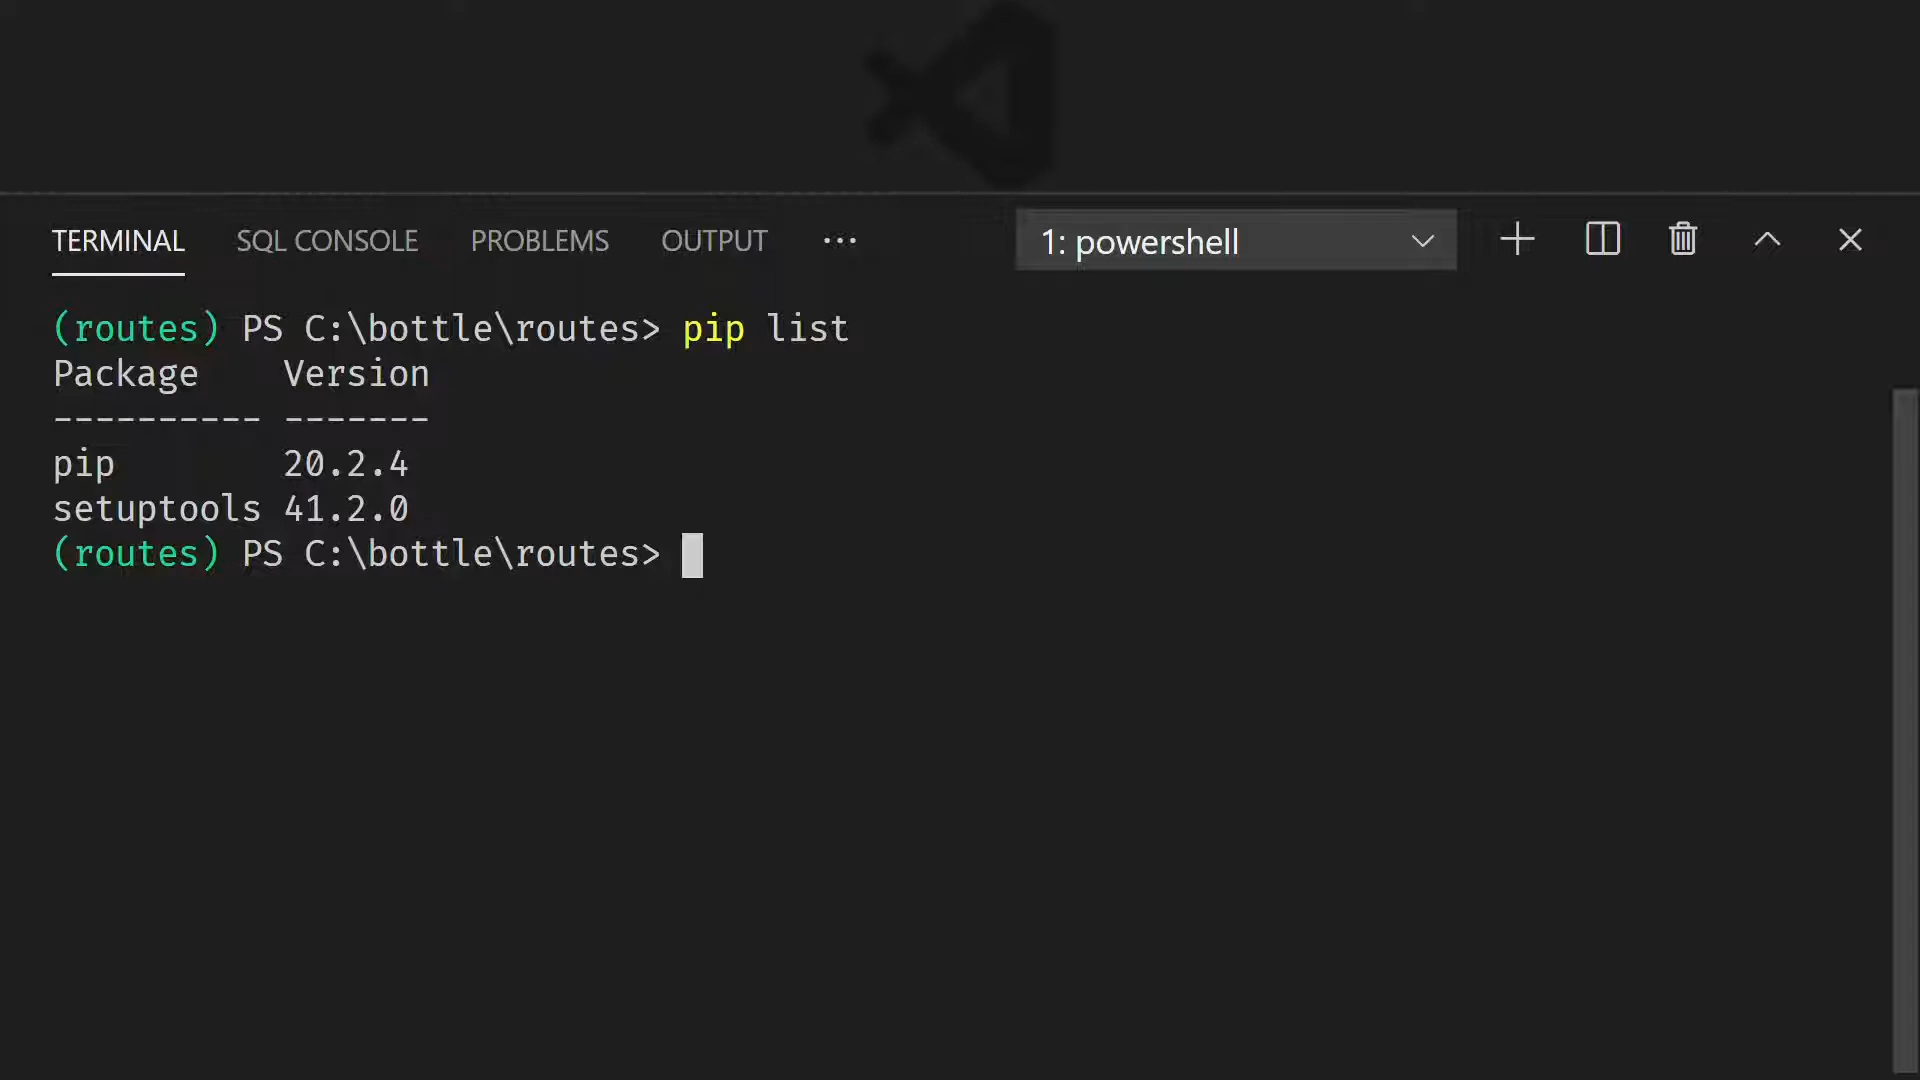 TERMINAL SQL CONSOLE PROBLEMS OUTPUT ··· 1: powershell
(routes) PS C:\bottle\routes> pip list
Package    Version
---------- -------
pip        20.2.4
setuptools 41.2.0
(routes) PS C:\bottle\routes>